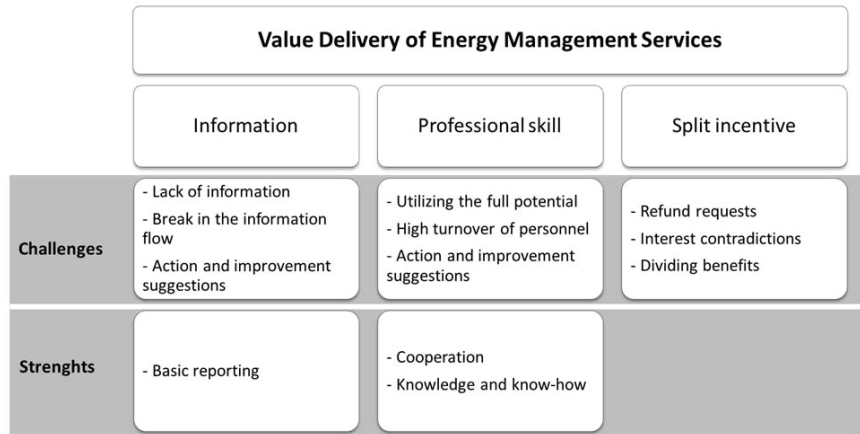 Value Delivery of Energy Management Services
Information
Professional skill
Split incentive
Challenges
- Lack of information
- Break in the information
flow
- Action and improvement
suggestions
- Utilizing the full potential
- High turnover of personnel
- Action and improvement
suggestions
- Refund requests
- Interest contradictions
- Dividing benefits
Strenghts
- Basic reporting
- Cooperation
- Knowledge and know-how